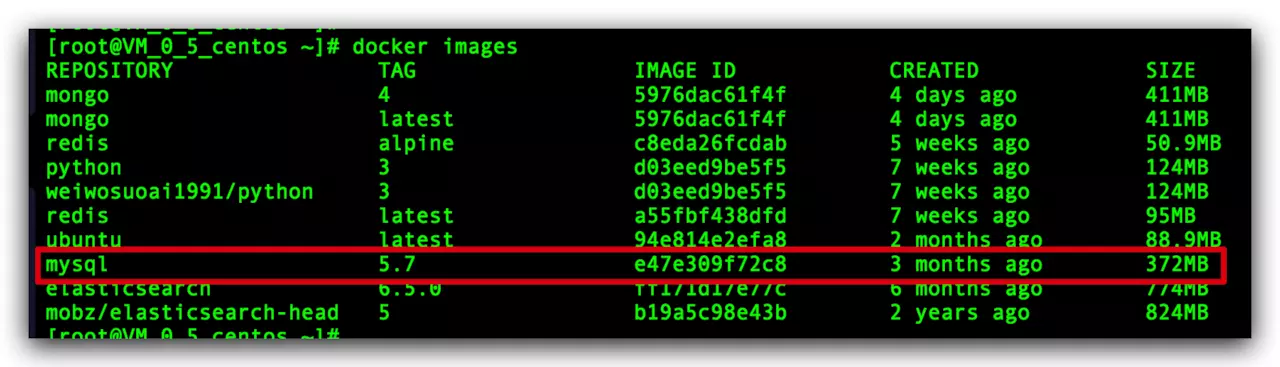 [root@VM_0_5_centos ~]#
[root@VM_0_5_centos ~]# docker images
REPOSITORY TAG IMAGE ID CREATED SIZE
mongo 4 5976dac61f4f 4 days ago 411MB
mongo latest 5976dac61f4f 4 days ago 411MB
redis alpine c8eda26fcdab 5 weeks ago 50.9MB
python 3 d03eed9be5f5 7 weeks ago 124MB
weiwosuoai1991/python 3 d03eed9be5f5 7 weeks ago 124MB
redis latest a55fbf438dfd 7 weeks ago 95MB
ubuntu latest 94e814e2efa8 2 months ago 88.9MB
mysql 5.7 e47e309f72c8 3 months ago 372MB
elasticsearch 6.5.0 ff171d17e77c 6 months ago 774MB
mobz/elasticsearch-head 5 b19a5c98e43b 2 years ago 824MB
[root@VM_0_5_centos ~]#